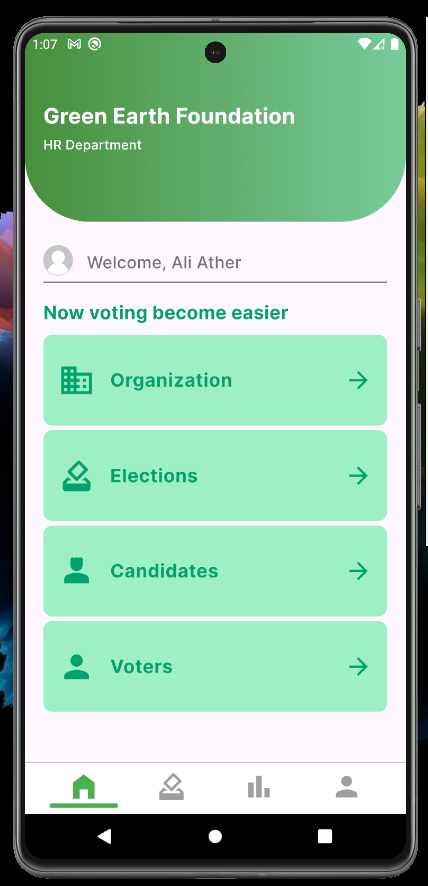 1:07
Green Earth Foundation
HR Department
Welcome, Ali Ather
Now voting become easier
Organization
Elections
Candidates
Voters